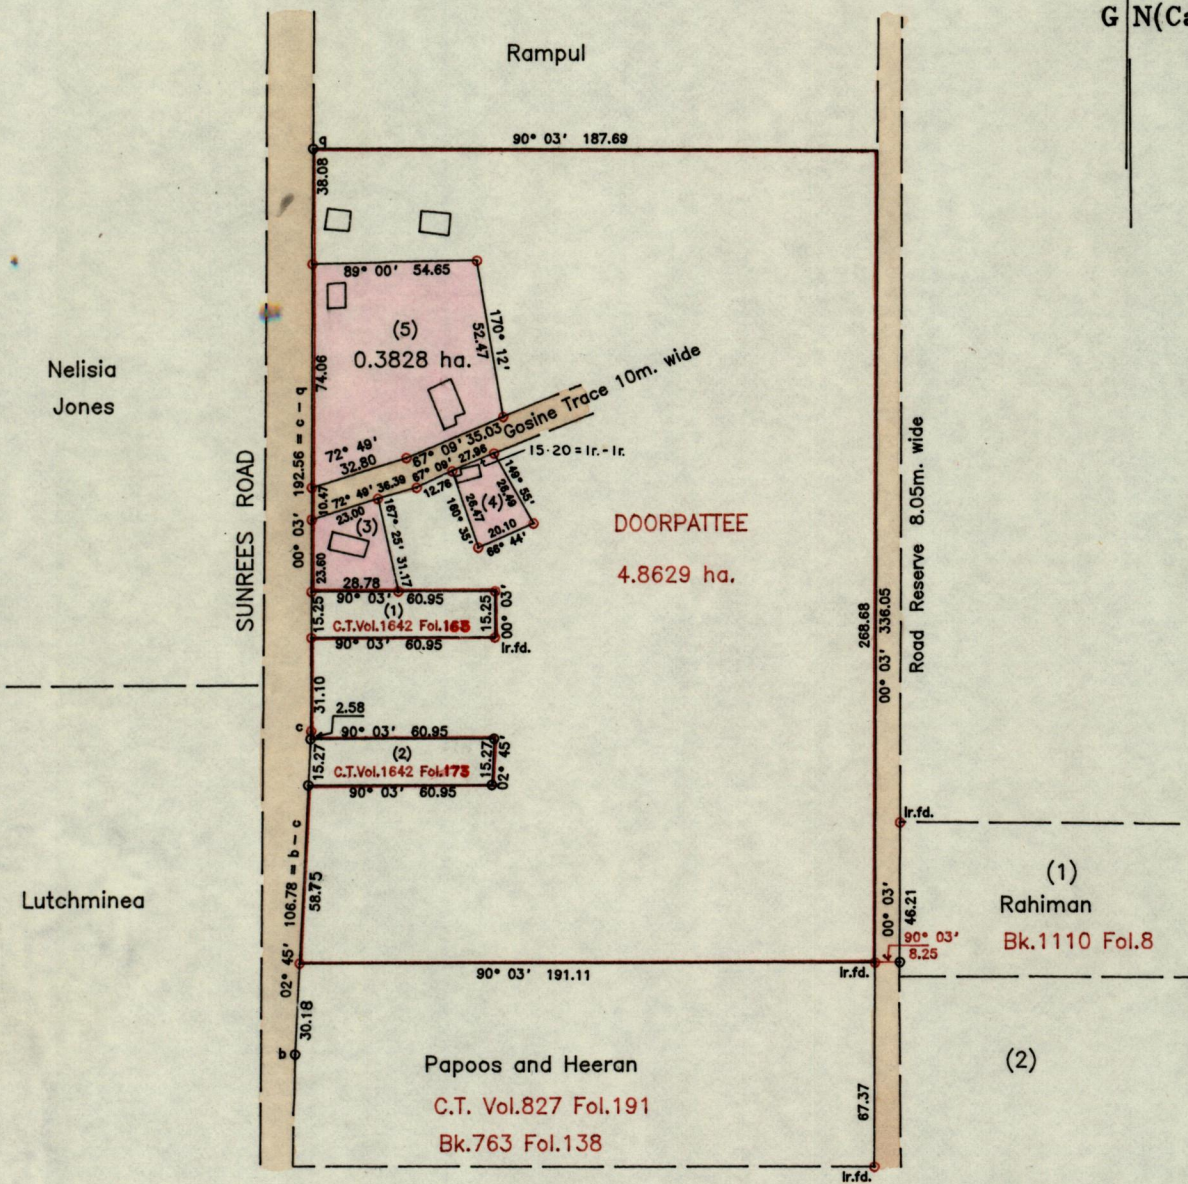 G N(Ca
Rampul
q
90° 03' 187.69
38.08
89° 00' 54.65
170° 12'
52.47
(5)
0.3828 ha.
74.06
Nelisia
Jones
72° 49'
32.80
67° 09' 35.03
Gosine Trace 10m. wide
15·20 = Ir.- Ir.
00° 03' 192.56 = c - q
10.47
72° 49' 36.39
67° 09' 27.96
12.76
23.00
(3)
167° 25' 31.17
160° 35'
26.47
(4)
149° 55'
26.49
20.10
66° 44'
SUNREES ROAD
23.60
28.78
DOORPATTEE
4.8629 ha.
Road Reserve 8.05m. wide
268.68
00° 03' 336.05
90° 03' 60.95
15.25
(1)
C.T.Vol.1642 Fol.165
15.25
00° 03'
90° 03' 60.95
Ir.fd.
31.10
2.58
c
90° 03' 60.95
15.27
(2)
C.T.Vol.1642 Fol.173
15.27
02° 45'
90° 03' 60.95
02° 45' 106.78 = b - c
58.75
Lutchminea
Ir.fd.
(1)
Rahiman
Bk.1110 Fol.8
00° 03'
46.21
90° 03'
8.25
90° 03' 191.11
Ir.fd.
30.18
b
Papoos and Heeran
C.T. Vol.827 Fol.191
Bk.763 Fol.138
67.37
(2)
Ir.fd.